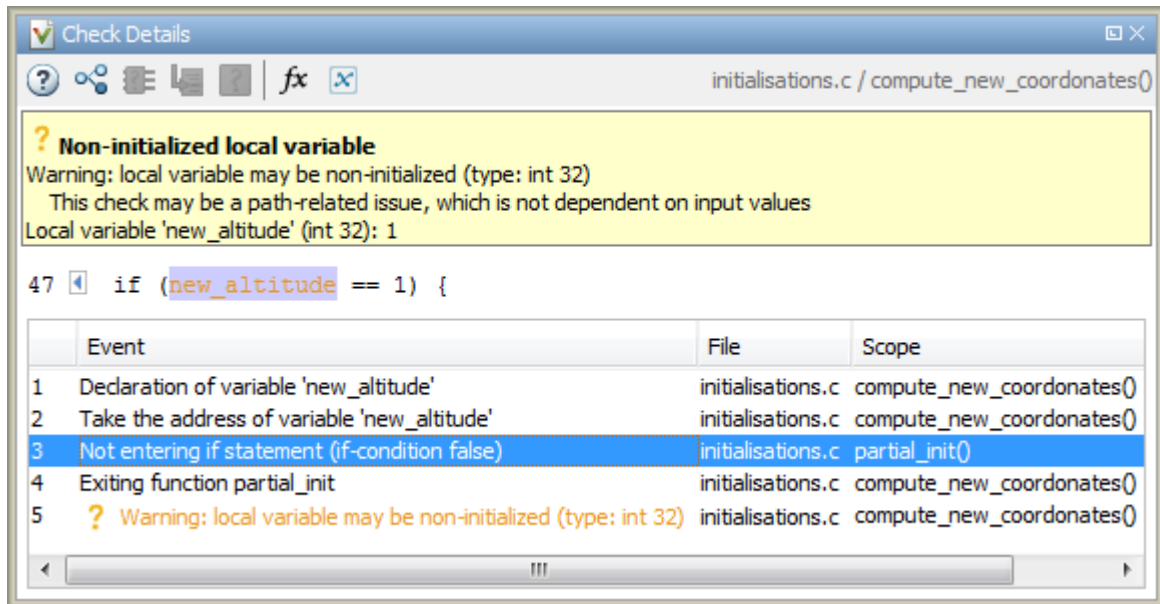 Check Details
fx x initialisations.c / compute_new_coordonates()
? Non-initialized local variable
Warning: local variable may be non-initialized (type: int 32)
This check may be a path-related issue, which is not dependent on input values
Local variable 'new_altitude' (int 32): 1
47 if (new_altitude == 1) {
Event File Scope
1 Declaration of variable 'new_altitude' initialisations.c compute_new_coordonates()
2 Take the address of variable 'new_altitude' initialisations.c compute_new_coordonates()
3 Not entering if statement (if-condition false) initialisations.c partial_init()
4 Exiting function partial_init initialisations.c compute_new_coordonates()
5 ? Warning: local variable may be non-initialized (type: int 32) initialisations.c compute_new_coordonates()